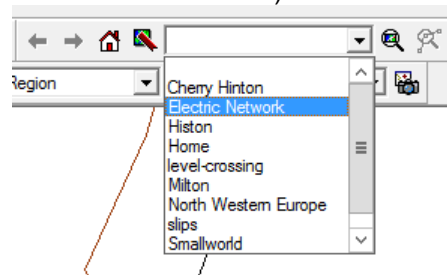 Region
Cherry Hinton
Electric Network
Histon
Home
level-crossing
Milton
North Western Europe
slips
Smallworld